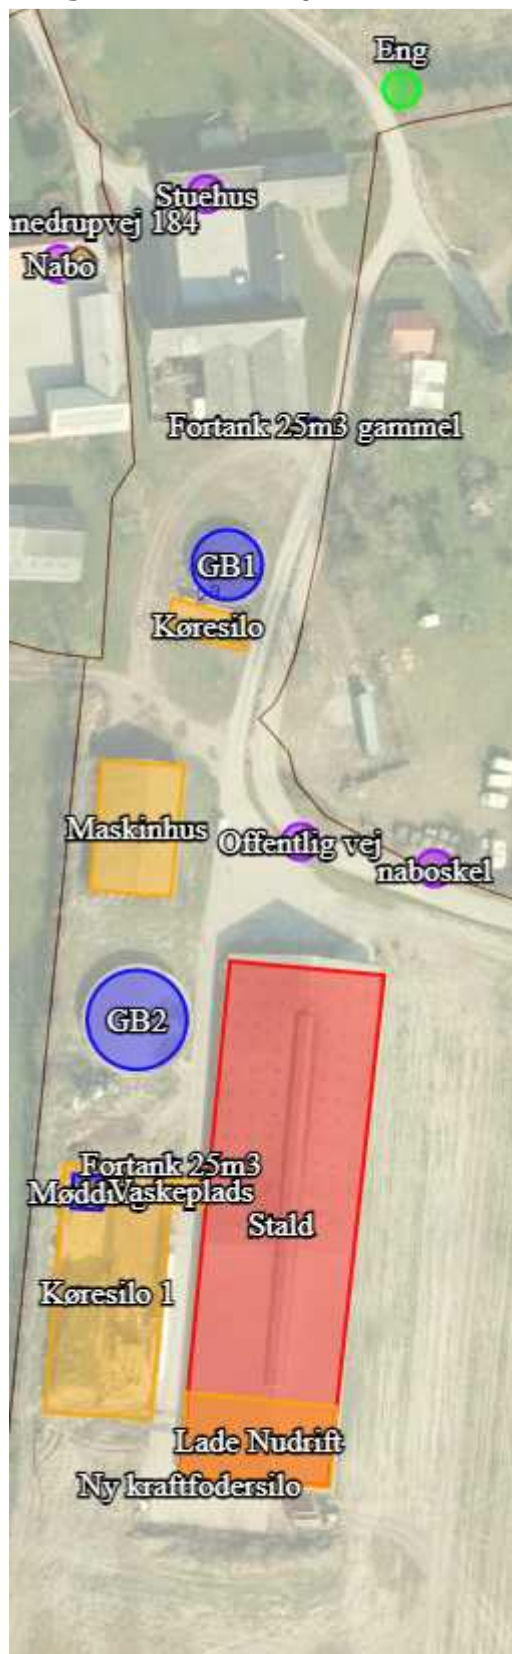 Eng
Stuehus
nnedrupvej 184
Nabo
Fortank 25m3 gammel
GB1
Køresilo
Maskinhus
Offentlig vej
naboskel
GB2
Fortank 25m3
Vaskeplads
Stald
Køresilo 1
Lade Nudrift
Ny kraftfodersilo